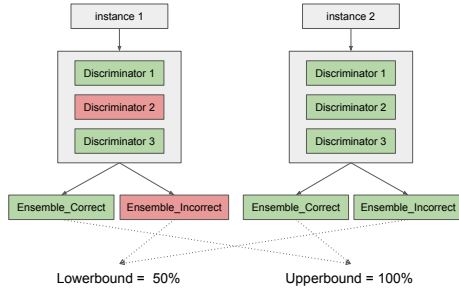 instance 1
Discriminator 1
Discriminator 2
Discriminator 3
Ensemble_Correct
Ensemble_Incorrect
instance 2
Discriminator 1
Discriminator 2
Discriminator 3
Ensemble_Correct
Ensemble_Incorrect
Lowerbound = 50%
Upperbound = 100%